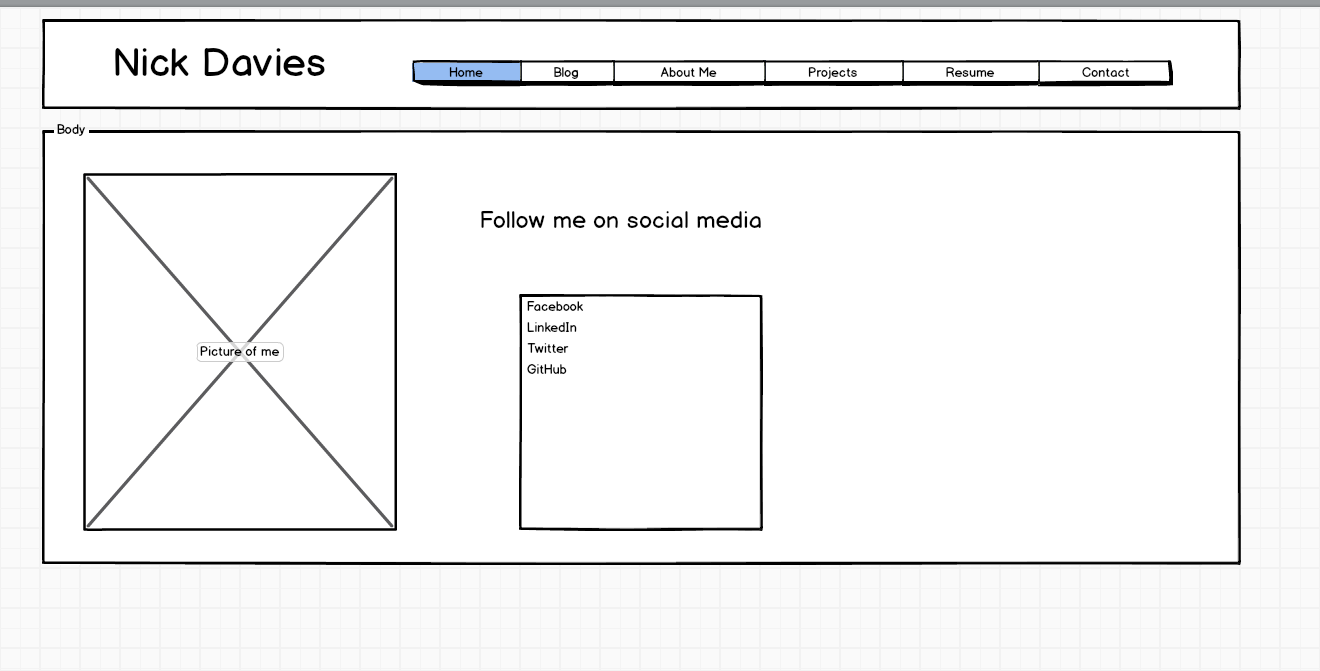 Nick Davies
Home Blog About Me Projects Resume Contact
Body
Follow me on social media
Picture of me
Facebook
LinkedIn
Twitter
GitHub